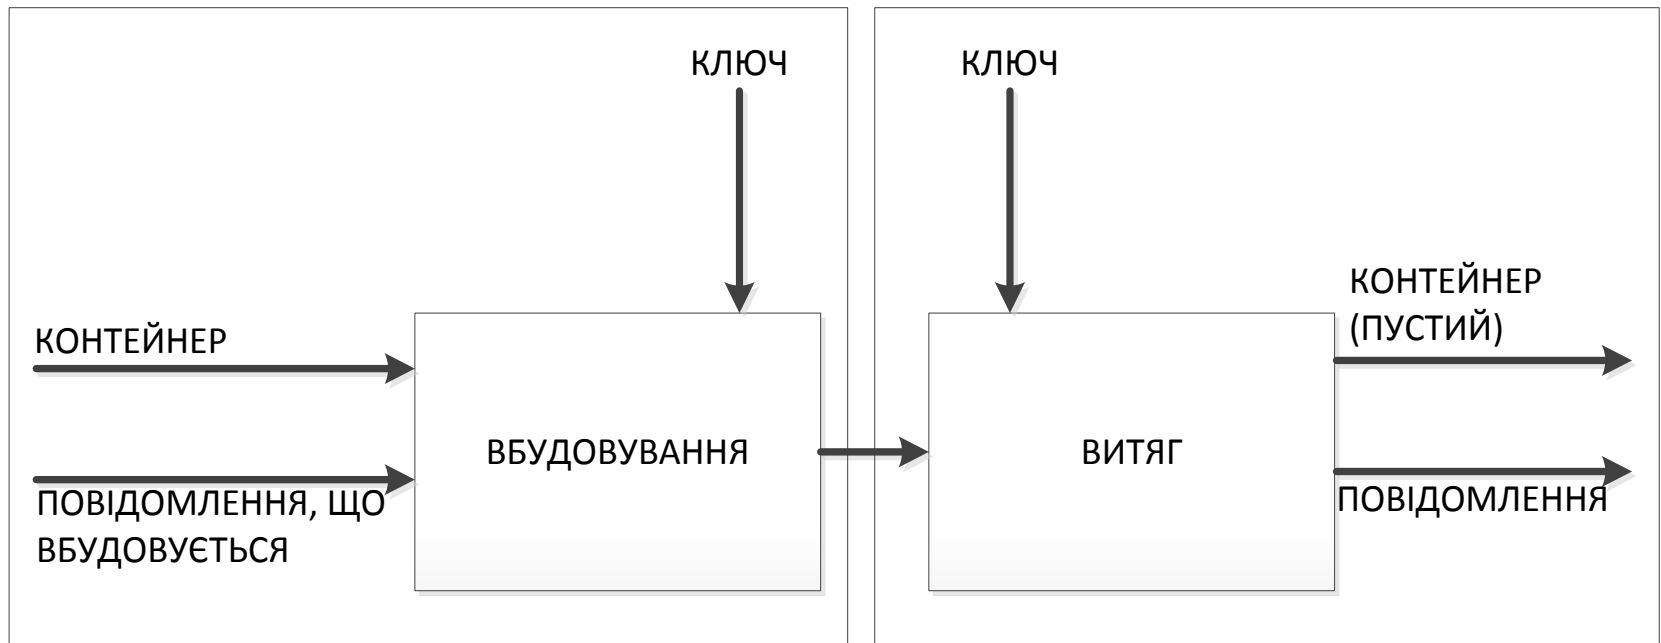 КЛЮЧ
КЛЮЧ
КОНТЕЙНЕР
ПОВІДОМЛЕННЯ, ЩО
ВБУДОВУЄТЬСЯ
ВБУДОВУВАННЯ
ВИТЯГ
КОНТЕЙНЕР
(ПУСТИЙ)
ПОВІДОМЛЕННЯ